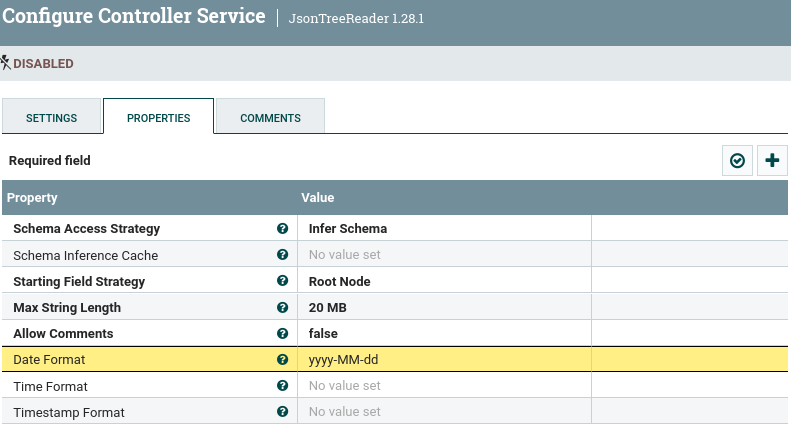 Configure Controller Service | JsonTreeReader 1.28.1
DISABLED
SETTINGS PROPERTIES COMMENTS
Required field
Property Value
Schema Access Strategy Infer Schema
Schema Inference Cache No value set
Starting Field Strategy Root Node
Max String Length 20 MB
Allow Comments false
Date Format yyyy-MM-dd
Time Format No value set
Timestamp Format No value set